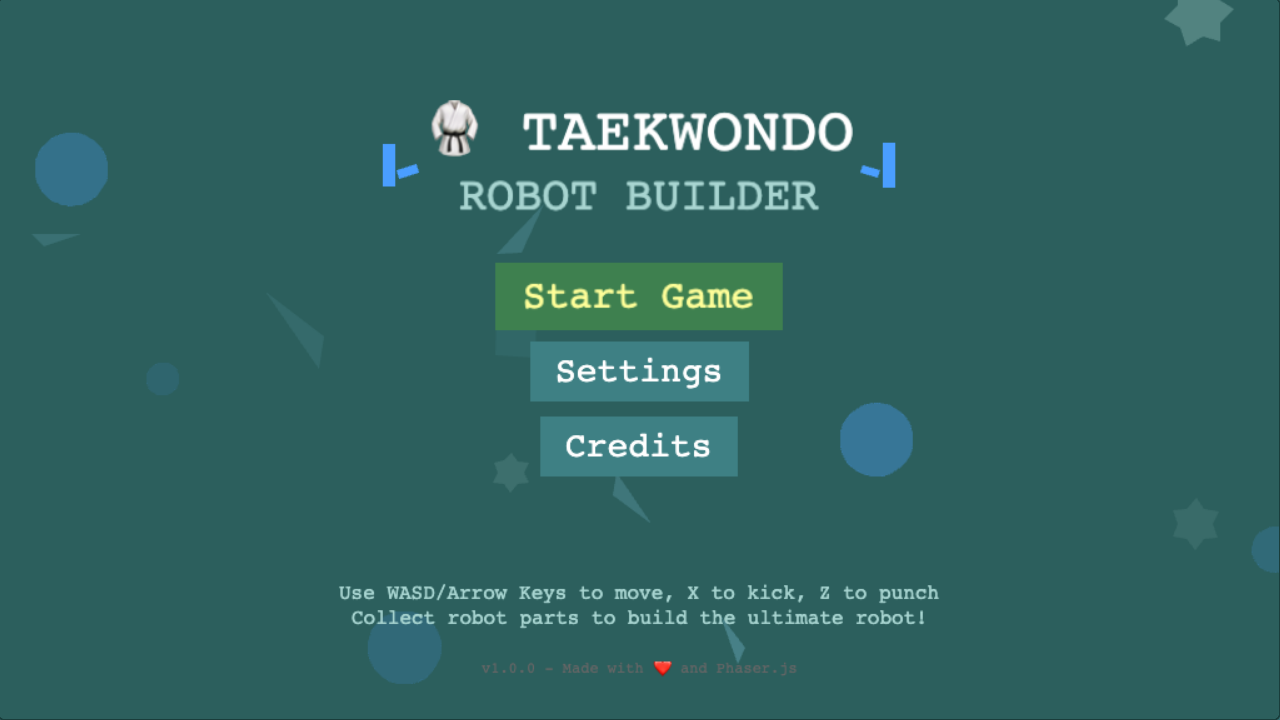 🥋 TAEKWONDO
ROBOT BUILDER
Start Game
Settings
Credits
Use WASD/Arrow Keys to move, X to kick, Z to punch
Collect robot parts to build the ultimate robot!
v1.0.0 - Made with ❤️ and Phaser.js